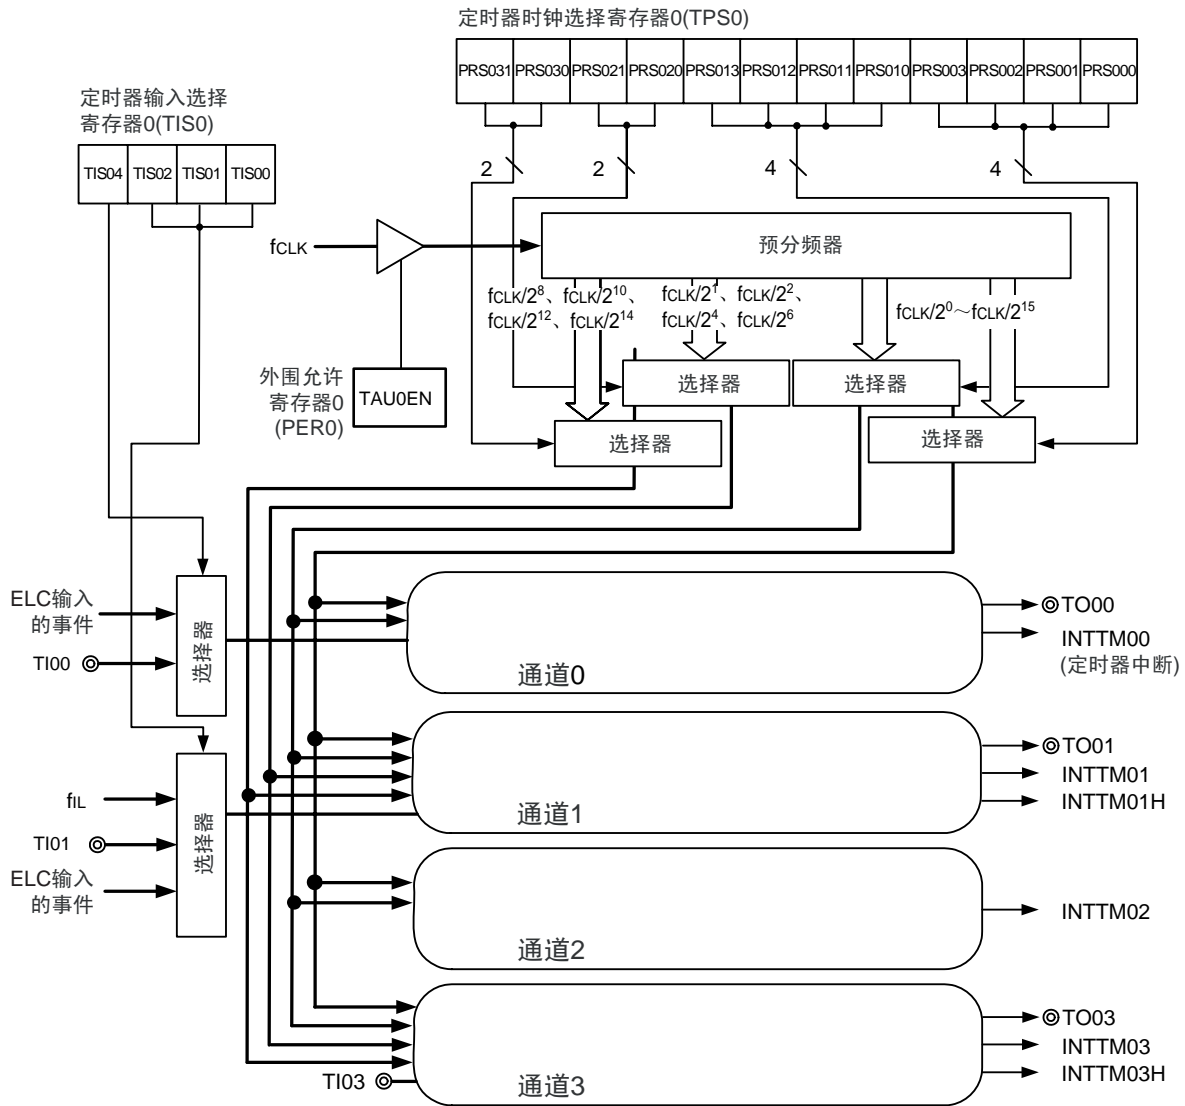 定时器时钟选择寄存器0(TPS0)
PRS031 PRS030 PRS021 PRS020 PRS013 PRS012 PRS011 PRS010 PRS003 PRS002 PRS001 PRS000
定时器输入选择
寄存器0(TIS0)
TIS04 TIS02 TIS01 TIS00
2 2 4 4
fCLK
预分频器
fCLK/2⁸、fCLK/2¹⁰、
fCLK/2¹²、fCLK/2¹⁴
fCLK/2¹、fCLK/2²、
fCLK/2⁴、fCLK/2⁶
fCLK/2⁰～fCLK/2¹⁵
外围允许
寄存器0
(PER0)
TAU0EN
选择器
选择器
选择器
选择器
ELC输入
的事件
TI00
选择器
通道0
TO00
INTTM00
(定时器中断)
fIL
TI01
ELC输入
的事件
选择器
通道1
TO01
INTTM01
INTTM01H
通道2
INTTM02
TI03
通道3
TO03
INTTM03
INTTM03H